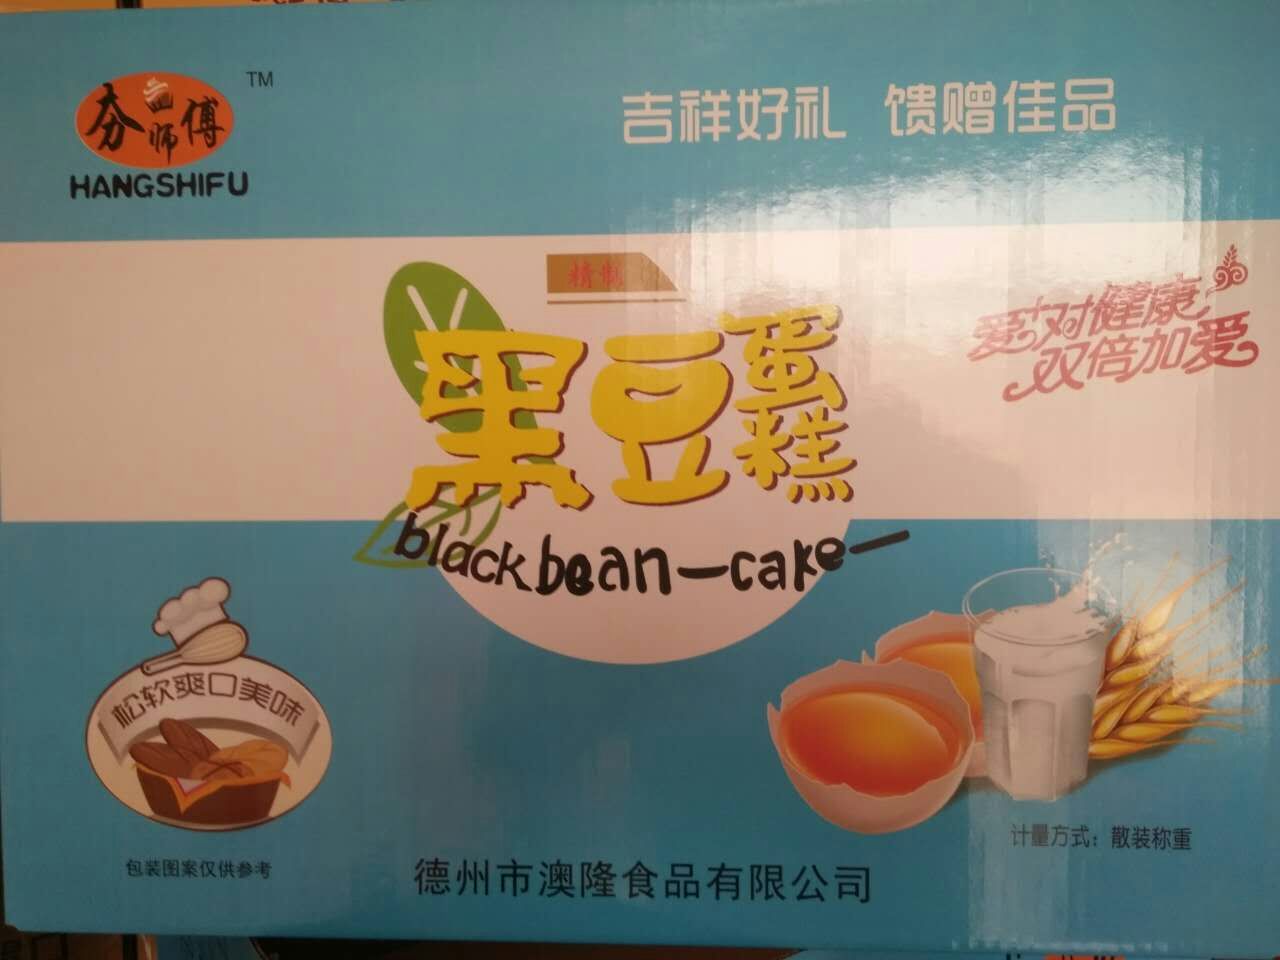 夯师傅
TM
HANGSHIFU
吉祥好礼 馈赠佳品
精制
黑豆蛋糕
black bean—cake—
爱对健康
双倍加爱
松软爽口美味
包装图案仅供参考
德州市澳隆食品有限公司
计量方式：散装称重